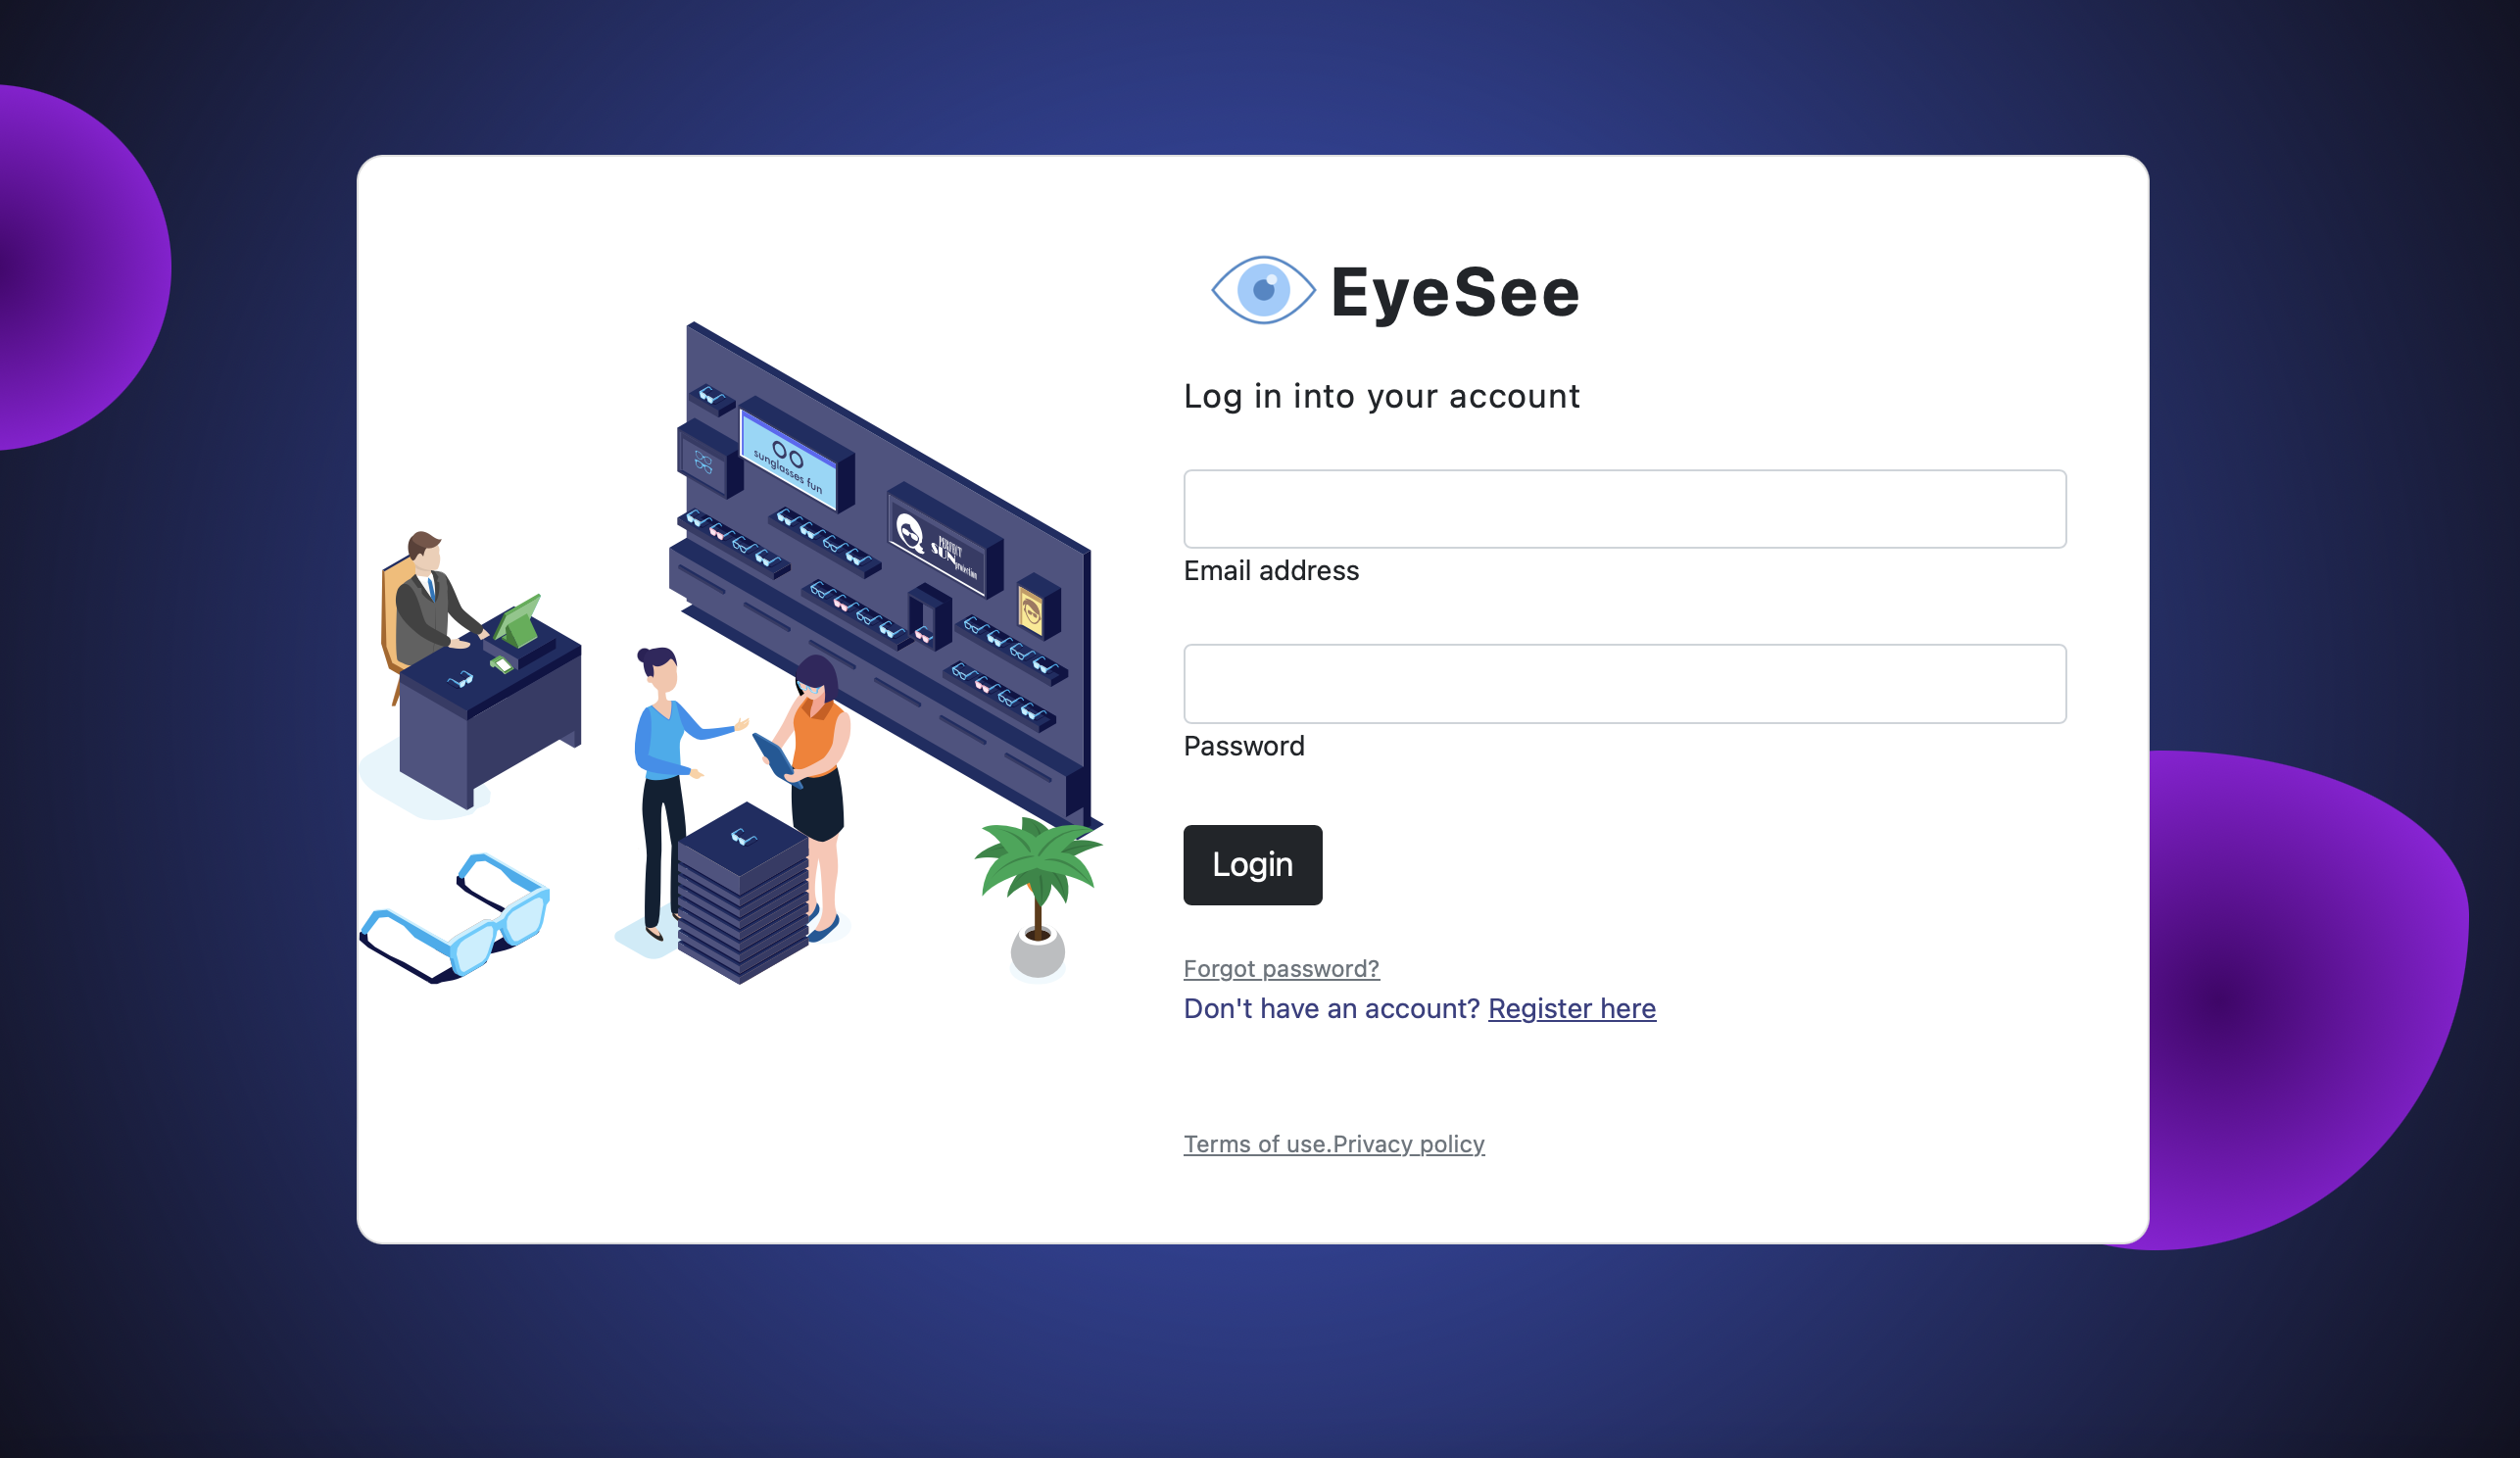 EyeSee
Log in into your account
Email address
Password
Login
Forgot password?
Don't have an account? Register here
Terms of use.Privacy policy
sunglasses fun
PERFECT
SUN
protection